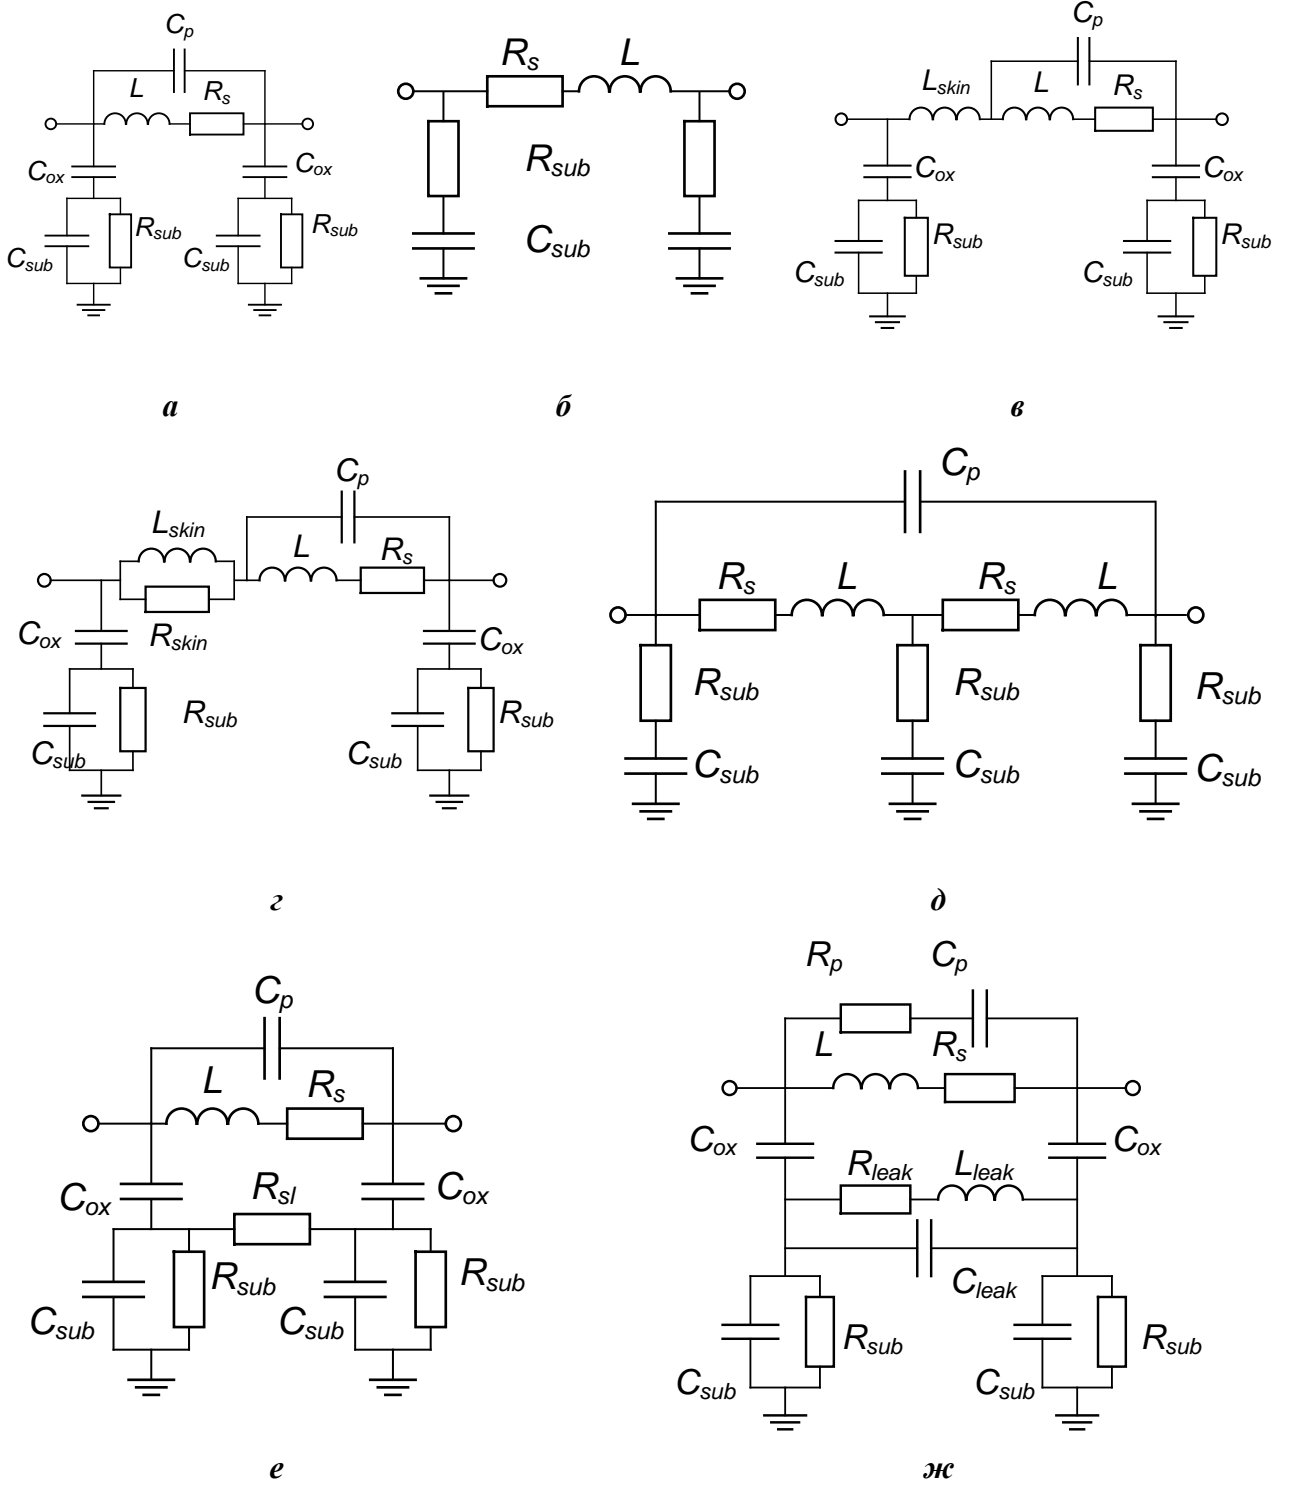 C_p
L R_s
C_ox C_ox
R_sub R_sub
C_sub C_sub
а
R_s L
R_sub
C_sub
б
C_p
L_skin L R_s
C_ox C_ox
R_sub R_sub
C_sub C_sub
в
C_p
L_skin L R_s
C_ox R_skin C_ox
R_sub R_sub
C_sub C_sub
г
C_p
R_s L R_s L
R_sub R_sub R_sub
C_sub C_sub C_sub
д
C_p
L R_s
C_ox R_sl C_ox
R_sub R_sub
C_sub C_sub
е
R_p C_p
L R_s
C_ox C_ox
R_leak L_leak
C_leak
R_sub R_sub
C_sub C_sub
ж